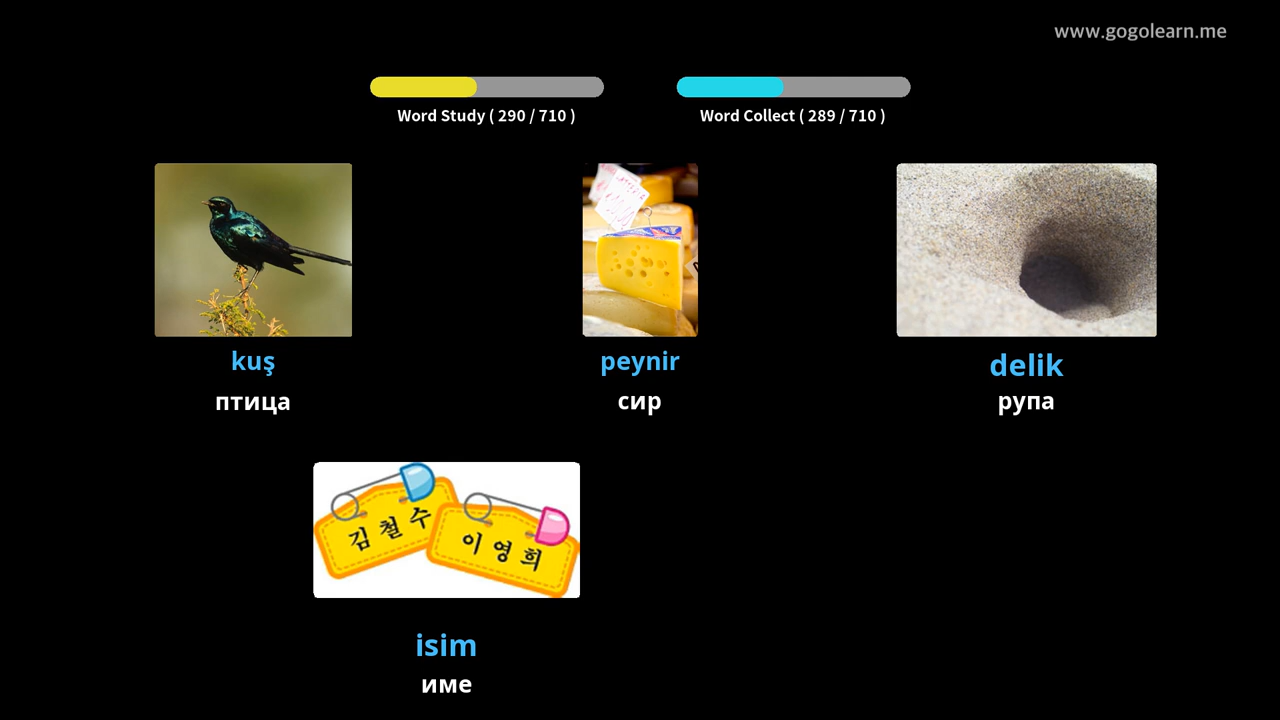 www.gogolearn.me
Word Study ( 290 / 710 )
Word Collect ( 289 / 710 )
kuş
птица
peynir
сир
delik
рупа
김철수
이영희
isim
име